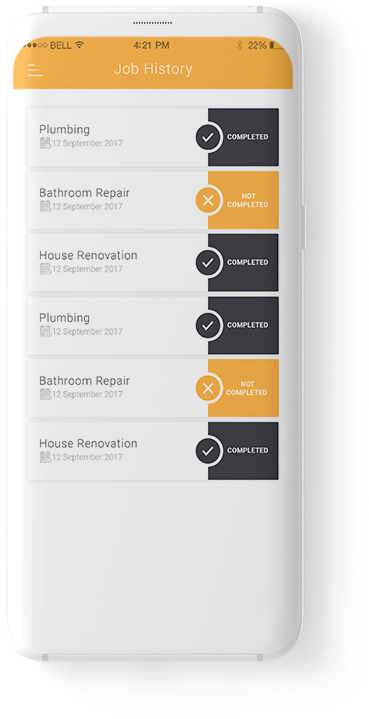 BELL
4:21 PM
22%
Job History
Plumbing
12 September 2017
COMPLETED
Bathroom Repair
12 September 2017
NOT
COMPLETED
House Renovation
12 September 2017
COMPLETED
Plumbing
12 September 2017
COMPLETED
Bathroom Repair
12 September 2017
NOT
COMPLETED
House Renovation
12 September 2017
COMPLETED